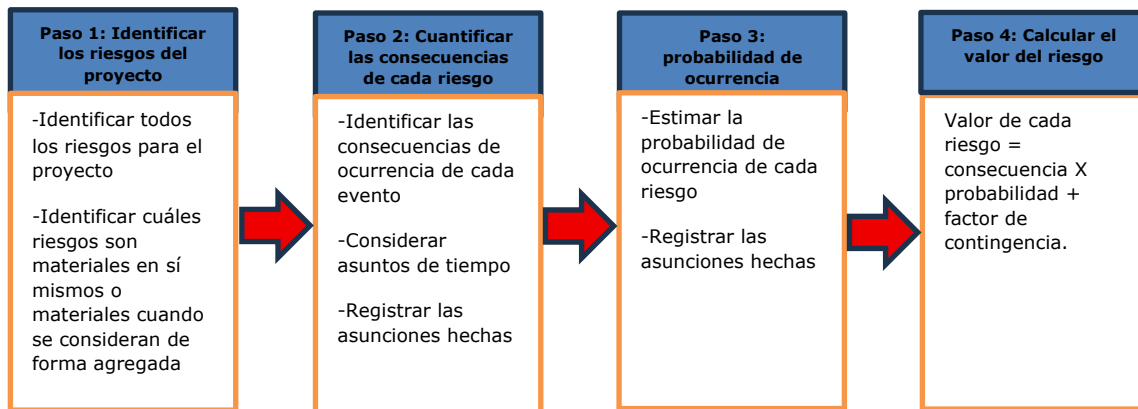 Paso 1: Identificar
los riesgos del
proyecto
-Identificar todos
los riesgos para el
proyecto
-Identificar cuáles
riesgos son
materiales en sí
mismos o
materiales cuando
se consideran de
forma agregada
Paso 2: Cuantificar
las consecuencias
de cada riesgo
-Identificar las
consecuencias de
ocurrencia de cada
evento
-Considerar
asuntos de tiempo
-Registrar las
asunciones hechas
Paso 3:
probabilidad de
ocurrencia
-Estimar la
probabilidad de
ocurrencia de cada
riesgo
-Registrar las
asunciones hechas
Paso 4: Calcular el
valor del riesgo
Valor de cada
riesgo =
consecuencia X
probabilidad +
factor de
contingencia.